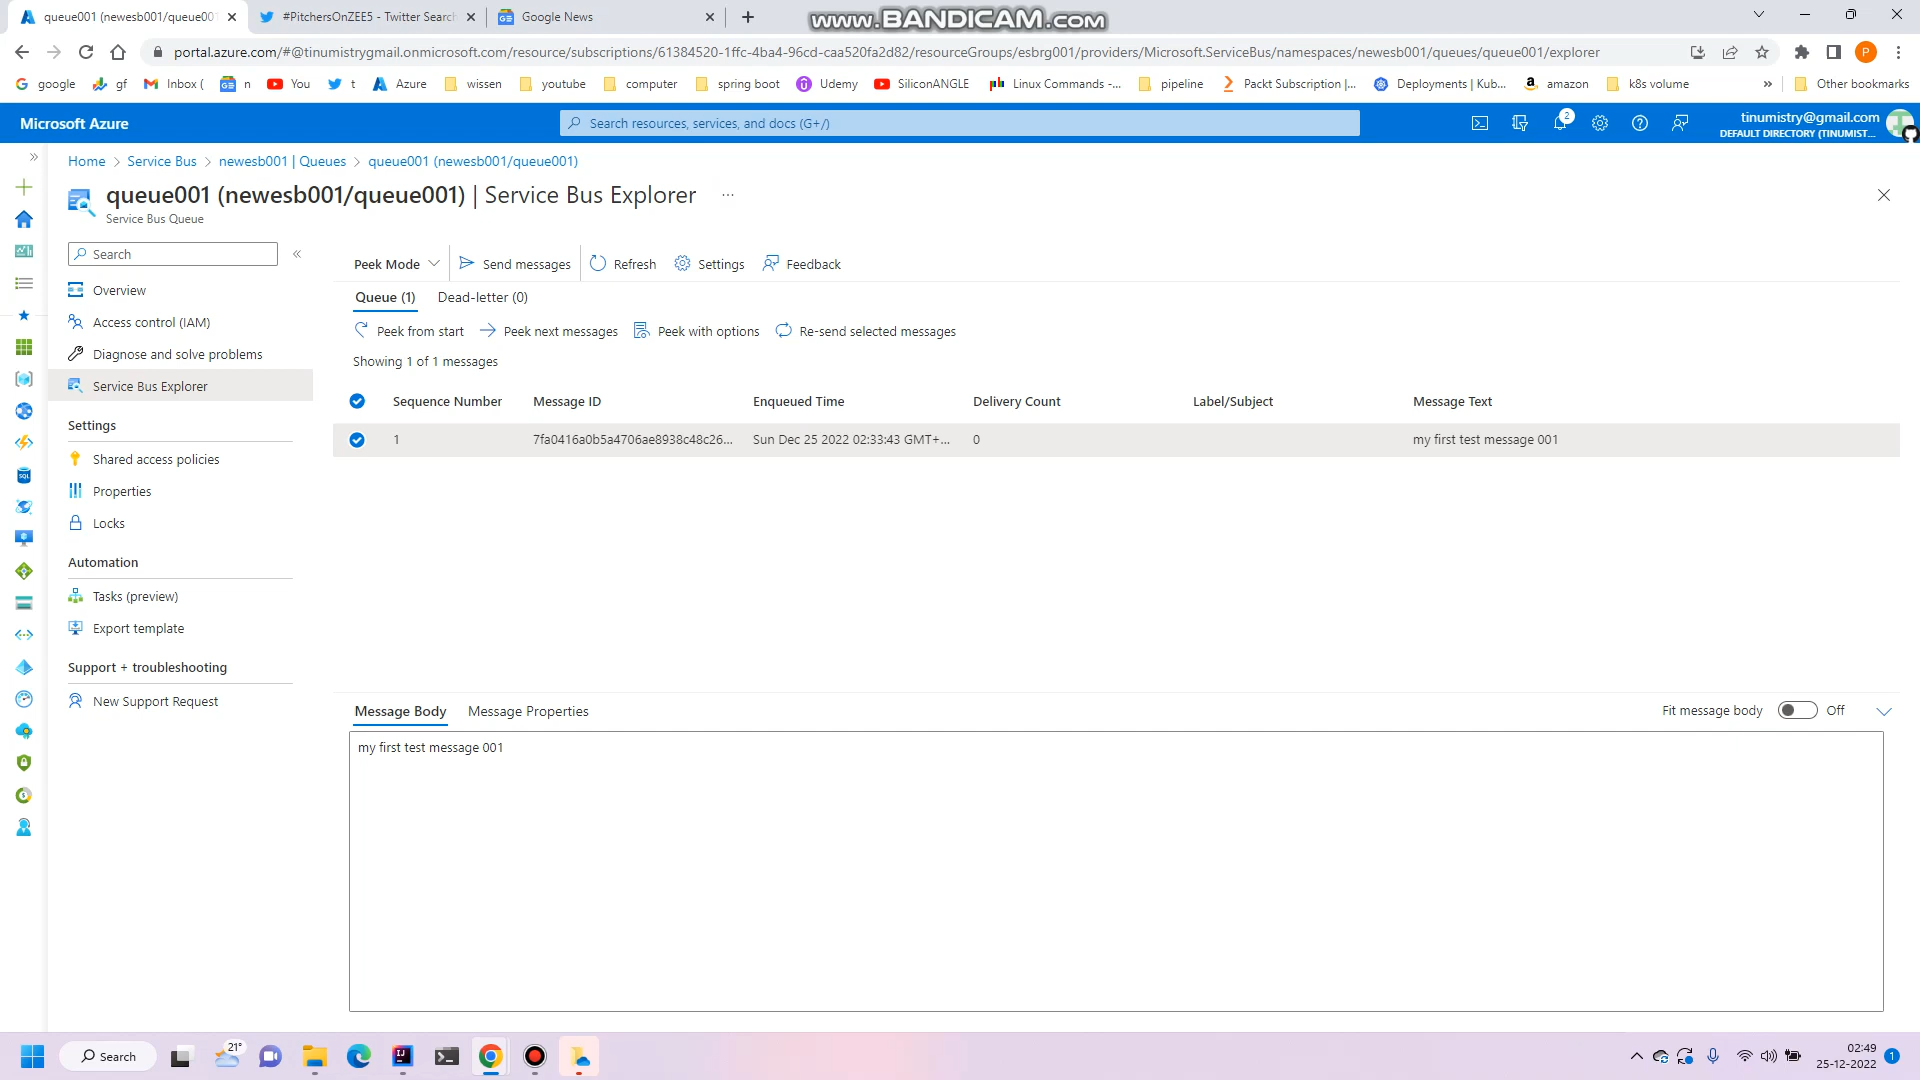 queue001 (newesb001/queue001
#PitchersOnZEE5 - Twitter Search
Google News
www.BANDICAM.com
portal.azure.com/#@tinumistrygmail.onmicrosoft.com/resource/subscriptions/61384520-1ffc-4ba4-96cd-caa520fa2d82/resourceGroups/esbrg001/providers/Microsoft.ServiceBus/namespaces/newesb001/queues/queue001/explorer
P
google
gf
Inbox (
n
You
t
Azure
wissen
youtube
computer
spring boot
Udemy
SiliconANGLE
Linux Commands -...
pipeline
Packt Subscription |...
Deployments | Kub...
amazon
k8s volume
»
Other bookmarks
Microsoft Azure
Search resources, services, and docs (G+/)
2
tinumistry@gmail.com
DEFAULT DIRECTORY (TINUMIST...
Home > Service Bus > newesb001 | Queues > queue001 (newesb001/queue001)
queue001 (newesb001/queue001) | Service Bus Explorer ...
Service Bus Queue
Search
Overview
Access control (IAM)
Diagnose and solve problems
Service Bus Explorer
Settings
Shared access policies
Properties
Locks
Automation
Tasks (preview)
Export template
Support + troubleshooting
New Support Request
Peek Mode
Send messages
Refresh
Settings
Feedback
Queue (1)
Dead-letter (0)
Peek from start
Peek next messages
Peek with options
Re-send selected messages
Showing 1 of 1 messages
Sequence Number
Message ID
Enqueued Time
Delivery Count
Label/Subject
Message Text
1
7fa0416a0b5a4706ae8938c48c26...
Sun Dec 25 2022 02:33:43 GMT+...
0
my first test message 001
Message Body
Message Properties
Fit message body
Off
my first test message 001
21°
Search
02:49
25-12-2022
1